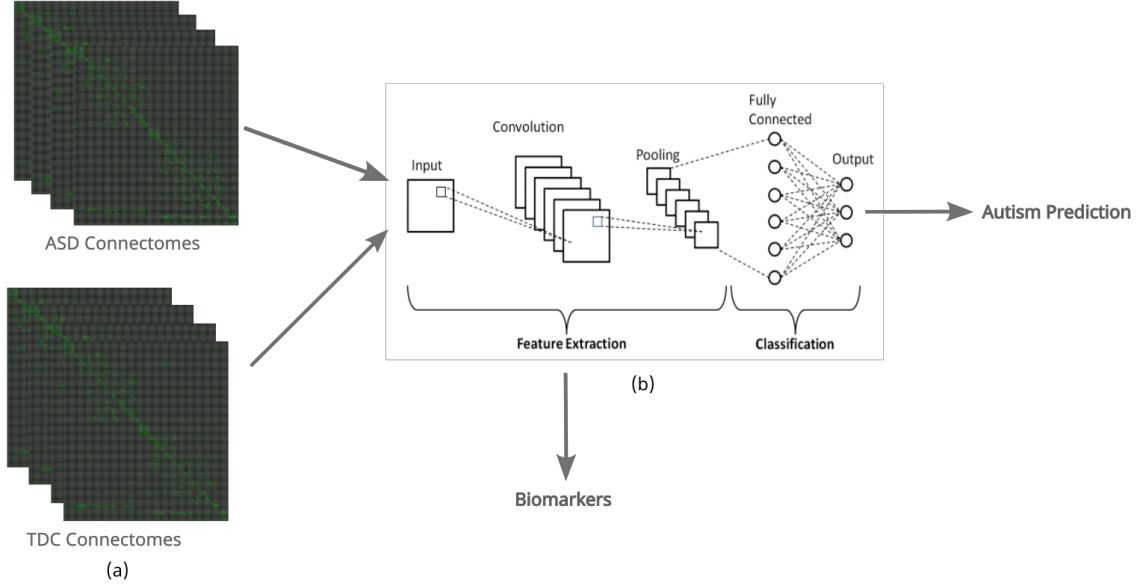 ASD Connectomes
TDC Connectomes
(a)
Input
Convolution
Pooling
Fully
Connected
Output
Feature Extraction
Classification
(b)
Biomarkers
Autism Prediction